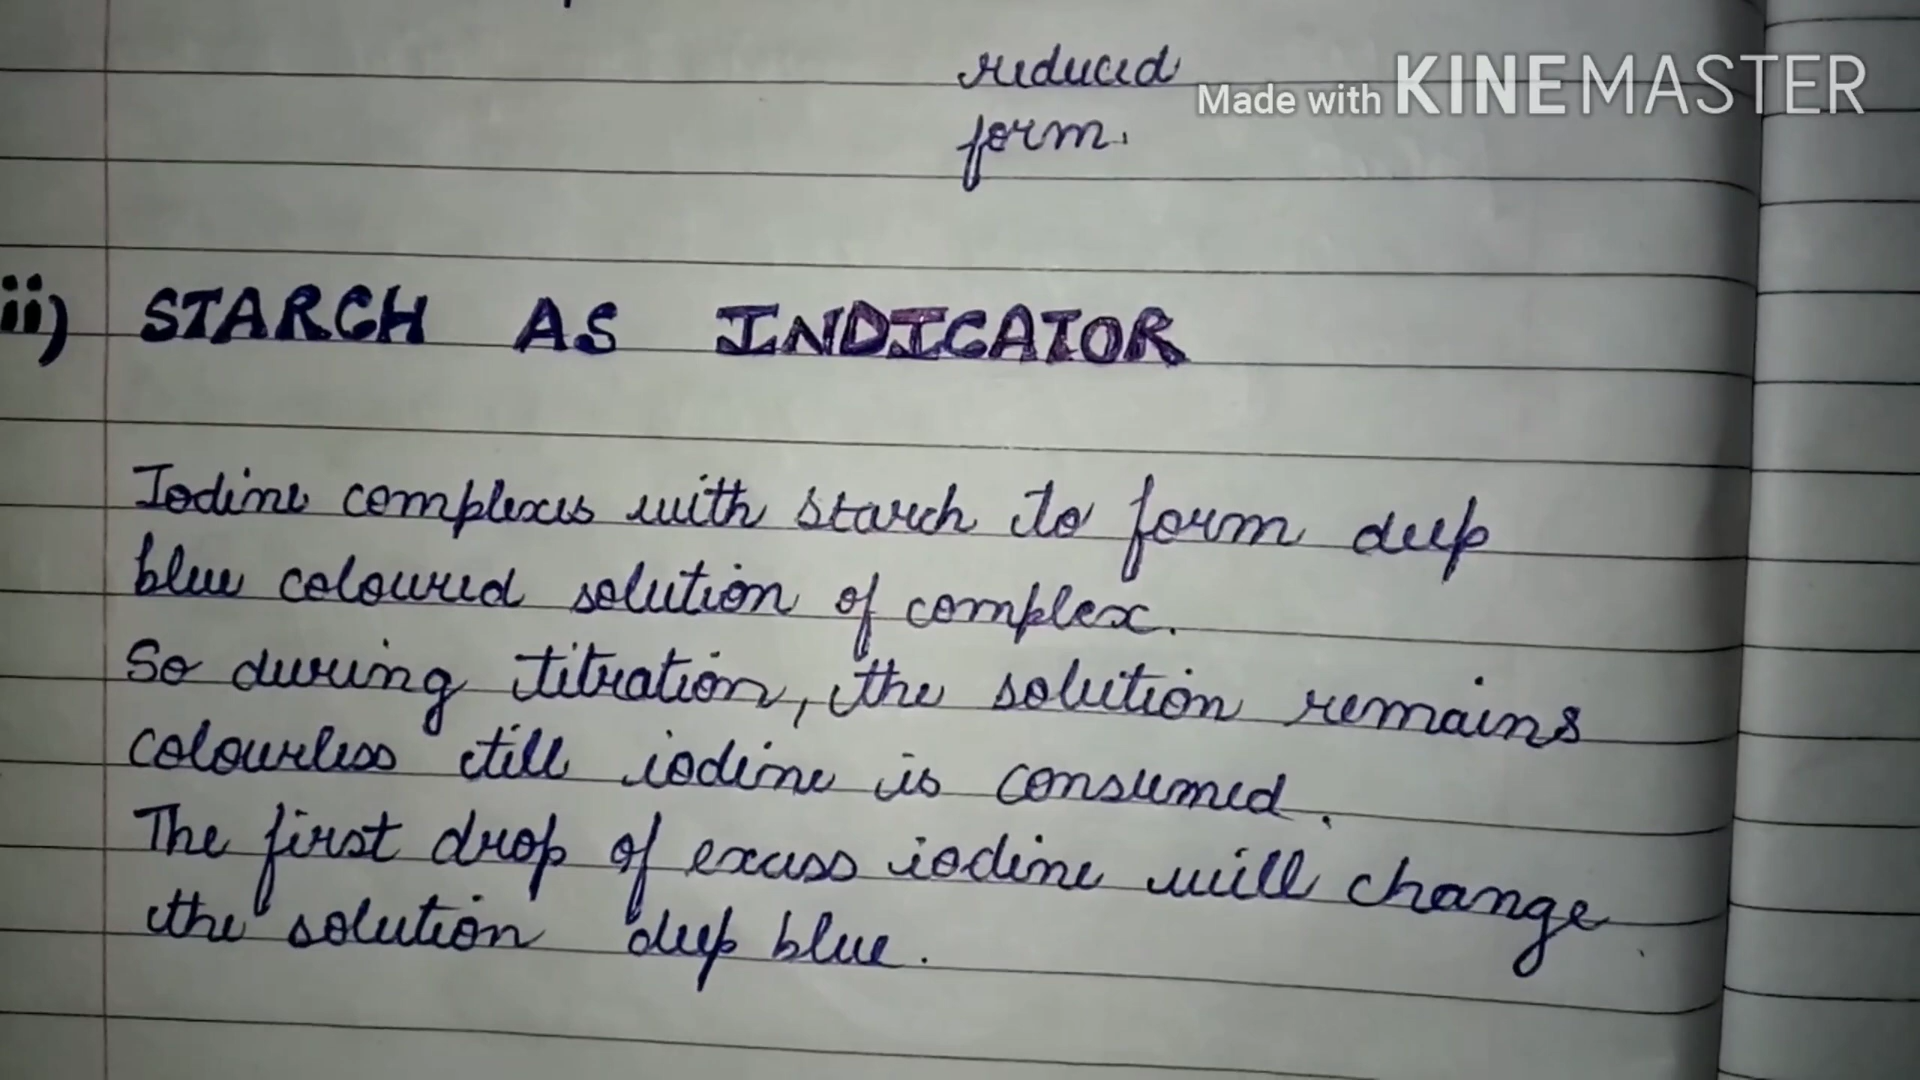 reduced
Made with KINEMASTER
form.
ii) STARCH AS INDICATOR
Iodine complexes with starch to form deep
blue coloured solution of complex.
So during titration, the solution remains
colourless till iodine is consumed.
The first drop of excess iodine will change
the solution deep blue.